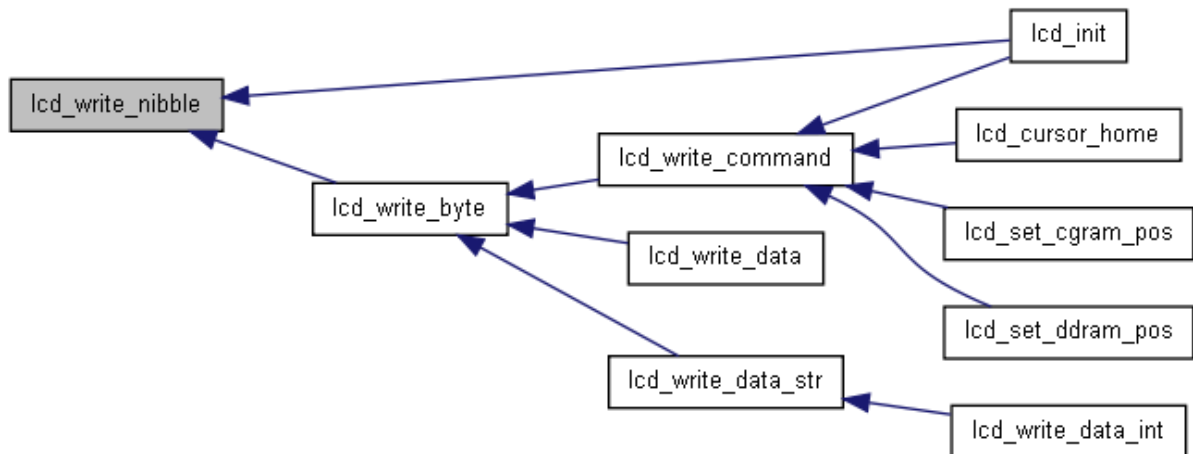 lcd_init
lcd_write_nibble
lcd_cursor_home
lcd_write_command
lcd_write_byte
lcd_set_cgram_pos
lcd_write_data
lcd_set_ddram_pos
lcd_write_data_str
lcd_write_data_int